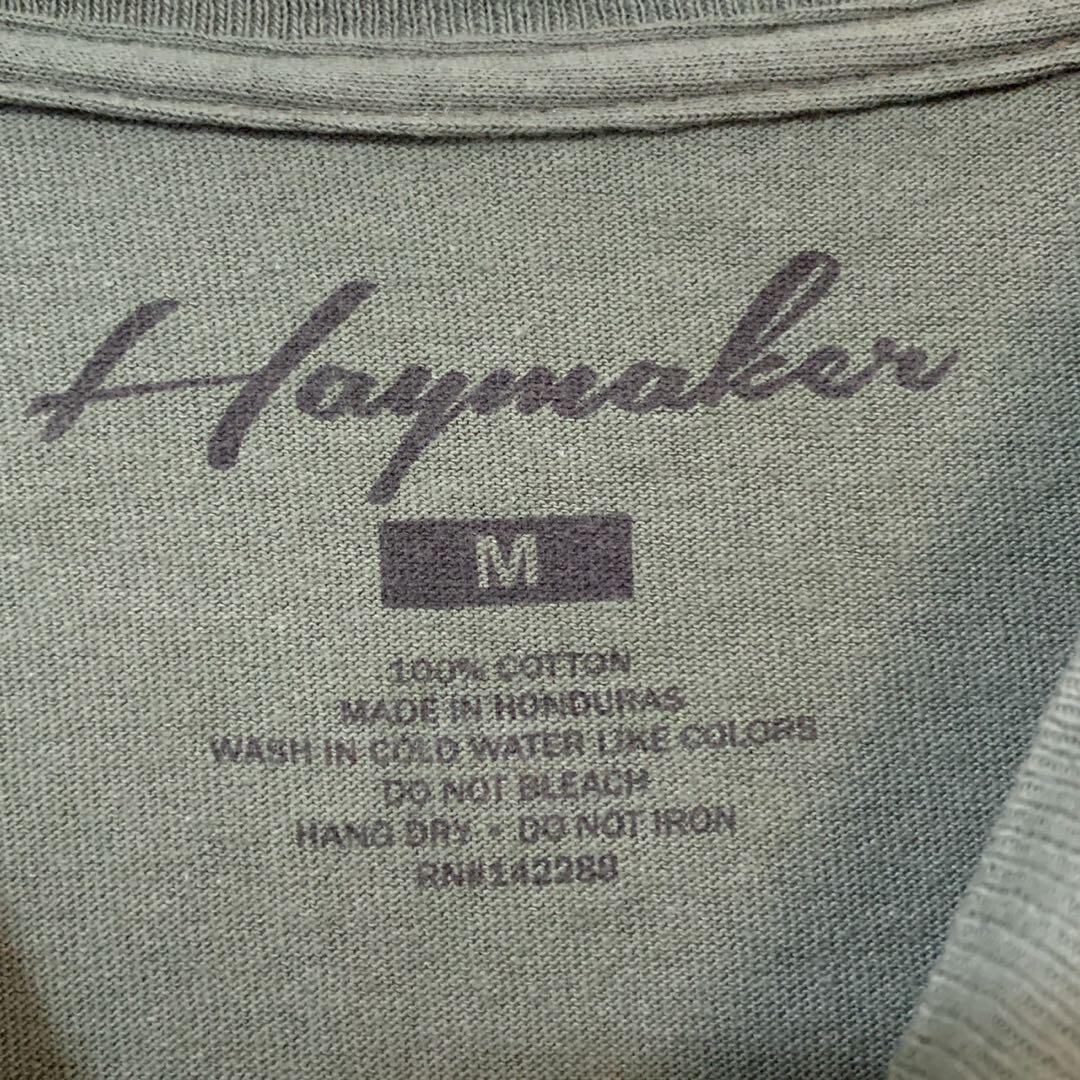 Haymaker
M
100% COTTON
MADE IN HONDURAS
WASH IN COLD WATER LIKE COLORS
DO NOT BLEACH
HANG DRY - DO NOT IRON
RN#142288